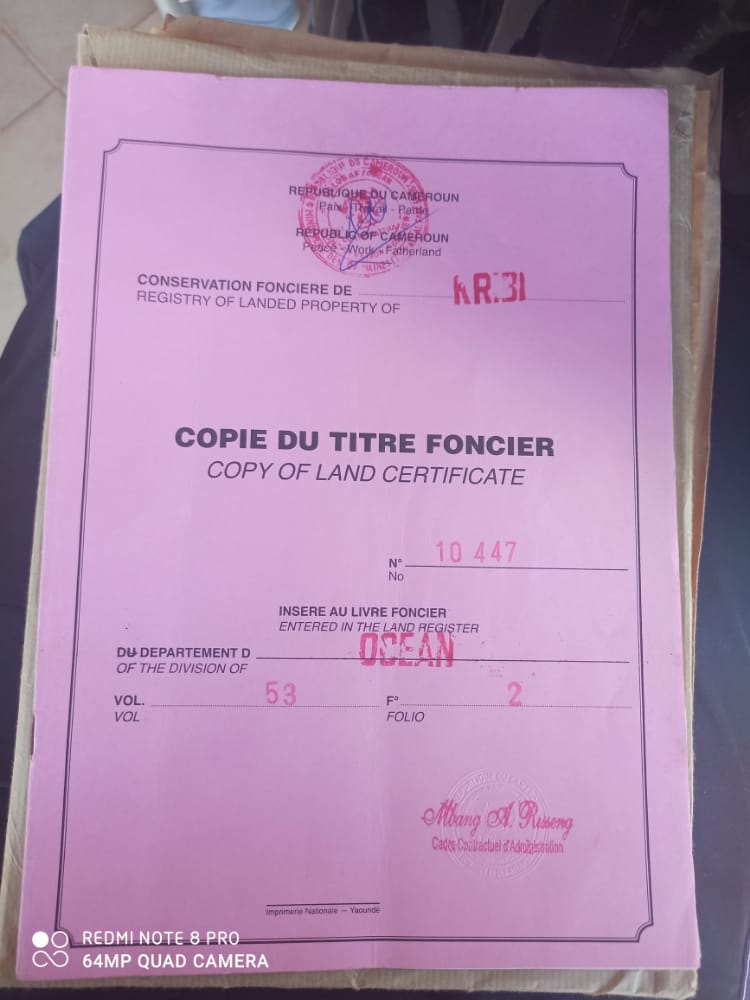 REPUBLIQUE DU CAMEROUN
Paix - Travail - Patrie
REPUBLIC OF CAMEROON
Peace - Work - Fatherland
CONSERVATION FONCIERE DE KRIBI
REGISTRY OF LANDED PROPERTY OF
COPIE DU TITRE FONCIER
COPY OF LAND CERTIFICATE
N° 10 447
No
INSERE AU LIVRE FONCIER
ENTERED IN THE LAND REGISTER
DU DEPARTEMENT D OCEAN
OF THE DIVISION OF
VOL. 53 F° 2
VOL FOLIO
Mbang A. Risseng
Cadre Contractuel d'Administration
Imprimerie Nationale — Yaoundé
REDMI NOTE 8 PRO
64MP QUAD CAMERA